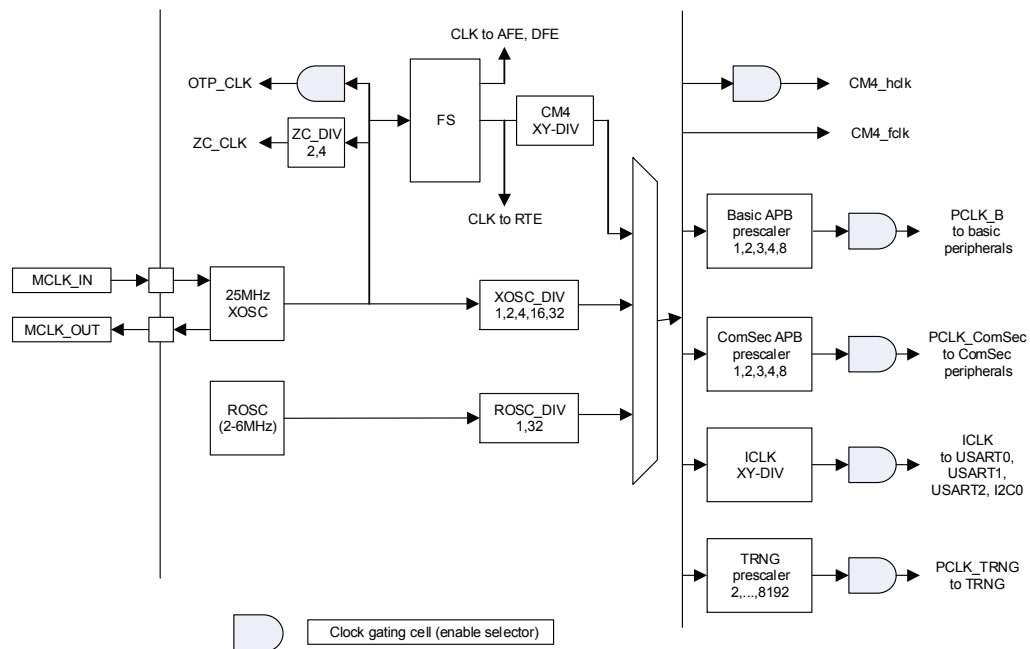 CLK to AFE, DFE
OTP_CLK
FS
CM4
XY-DIV
CM4_hclk
ZC_CLK
ZC_DIV
2,4
CM4_fclk
CLK to RTE
Basic APB
prescaler
1,2,3,4,8
PCLK_B
to basic
peripherals
MCLK_IN
MCLK_OUT
25MHz
XOSC
XOSC_DIV
1,2,4,16,32
ComSec APB
prescaler
1,2,3,4,8
PCLK_ComSec
to ComSec
peripherals
ROSC
(2-6MHz)
ROSC_DIV
1,32
ICLK
XY-DIV
ICLK
to USART0,
USART1,
USART2, I2C0
TRNG
prescaler
2,...,8192
PCLK_TRNG
to TRNG
Clock gating cell (enable selector)